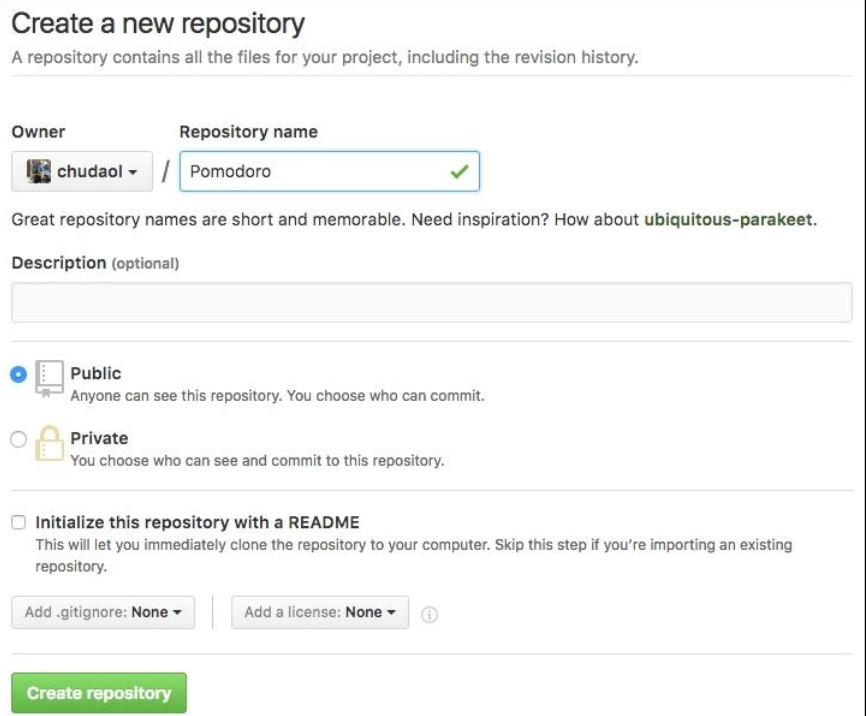 Create a new repository
A repository contains all the files for your project, including the revision history.
Owner
Repository name
chudaol / Pomodoro
Great repository names are short and memorable. Need inspiration? How about ubiquitous-parakeet.
Description (optional)
Public
Anyone can see this repository. You choose who can commit.
Private
You choose who can see and commit to this repository.
Initialize this repository with a README
This will let you immediately clone the repository to your computer. Skip this step if you're importing an existing
repository.
Add .gitignore: None
Add a license: None
Create repository